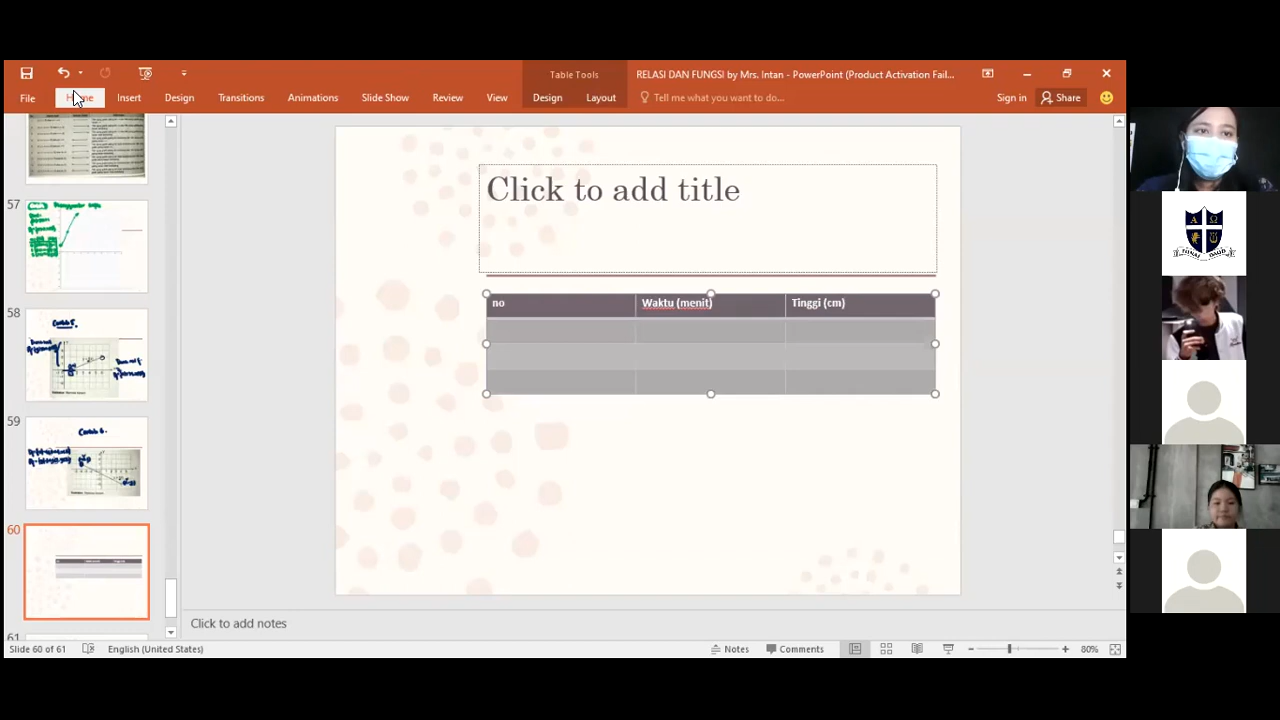 Table Tools
RELASI DAN FUNGSI by Mrs. Intan - PowerPoint (Product Activation Fail...
File
Home
Insert
Design
Transitions
Animations
Slide Show
Review
View
Design
Layout
Tell me what you want to do...
Sign in
Share
57
58
59
60
61
Click to add title
no
Waktu (menit)
Tinggi (cm)
Click to add notes
Slide 60 of 61
English (United States)
Notes
Comments
80%